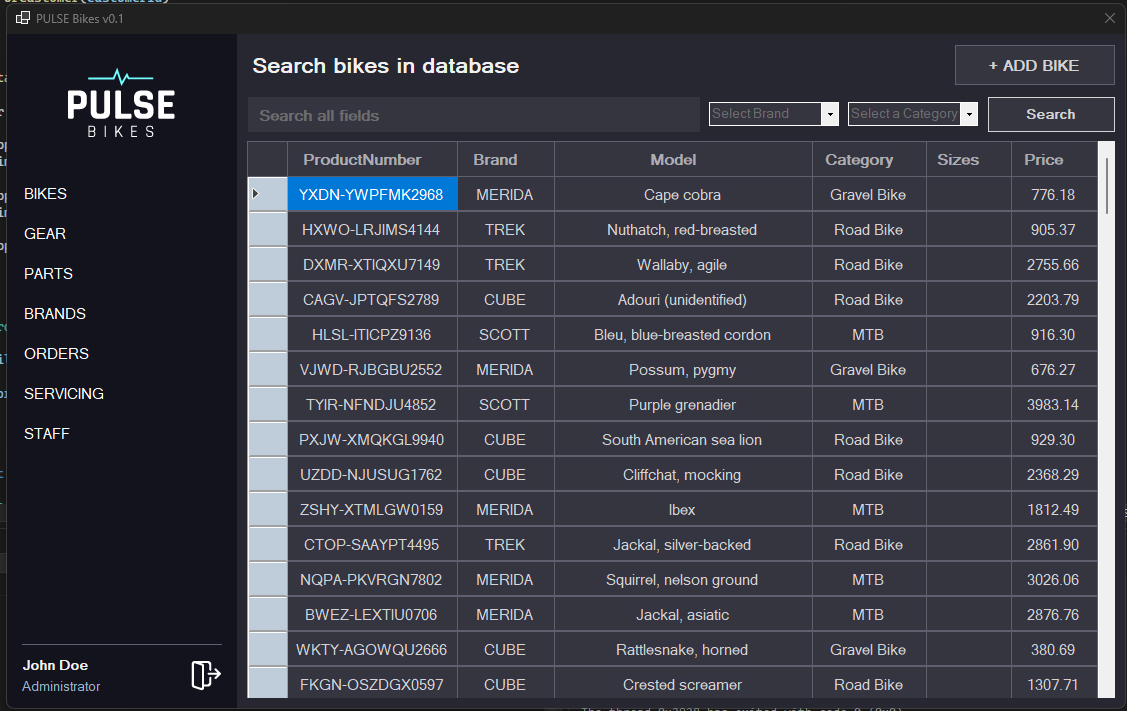 PULSE Bikes v0.1
PULSE
BIKES
BIKES
GEAR
PARTS
BRANDS
ORDERS
SERVICING
STAFF
John Doe
Administrator
Search bikes in database
+ ADD BIKE
Search all fields
Select Brand
Select a Category
Search
ProductNumber Brand Model Category Sizes Price
YXDN-YWPFMK2968 MERIDA Cape cobra Gravel Bike 776.18
HXWO-LRJIMS4144 TREK Nuthatch, red-breasted Road Bike 905.37
DXMR-XTIQXU7149 TREK Wallaby, agile Road Bike 2755.66
CAGV-JPTQFS2789 CUBE Adouri (unidentified) Road Bike 2203.79
HLSL-ITICPZ9136 SCOTT Bleu, blue-breasted cordon MTB 916.30
VJWD-RJBGBU2552 MERIDA Possum, pygmy Gravel Bike 676.27
TYIR-NFNDJU4852 SCOTT Purple grenadier MTB 3983.14
PXJW-XMQKGL9940 CUBE South American sea lion Road Bike 929.30
UZDD-NJUSUG1762 CUBE Cliffchat, mocking Road Bike 2368.29
ZSHY-XTMLGW0159 MERIDA Ibex MTB 1812.49
CTOP-SAAYPT4495 TREK Jackal, silver-backed Road Bike 2861.90
NQPA-PKVRGN7802 MERIDA Squirrel, nelson ground MTB 3026.06
BWEZ-LEXTIU0706 MERIDA Jackal, asiatic MTB 2876.76
WKTY-AGOWQU2666 CUBE Rattlesnake, horned Gravel Bike 380.69
FKGN-OSZDGX0597 CUBE Crested screamer Road Bike 1307.71